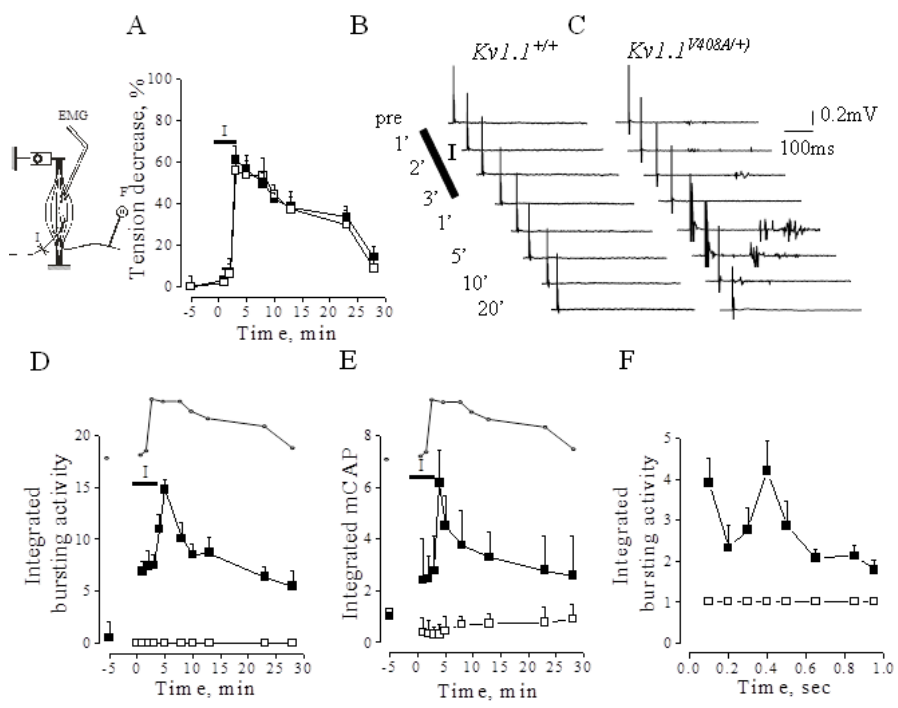 A
B
C
Kv1.1+/+
Kv1.1V408A/+)
EMG
F
I
Tension decrease, %
100
80
60
40
20
0
I
-5 0 5 10 15 20 25 30
Time, min
pre
1'
2'
3'
I
1'
5'
10'
20'
0.2mV
100ms
D
E
F
Integrated
bursting activity
20
15
10
5
0
I
-5 0 5 10 15 20 25 30
Time, min
Integrated mCAP
8
6
4
2
0
I
-5 0 5 10 15 20 25 30
Time, min
Integrated
bursting activity
5
4
3
2
1
0
0.0 0.2 0.4 0.6 0.8 1.0
Time, sec